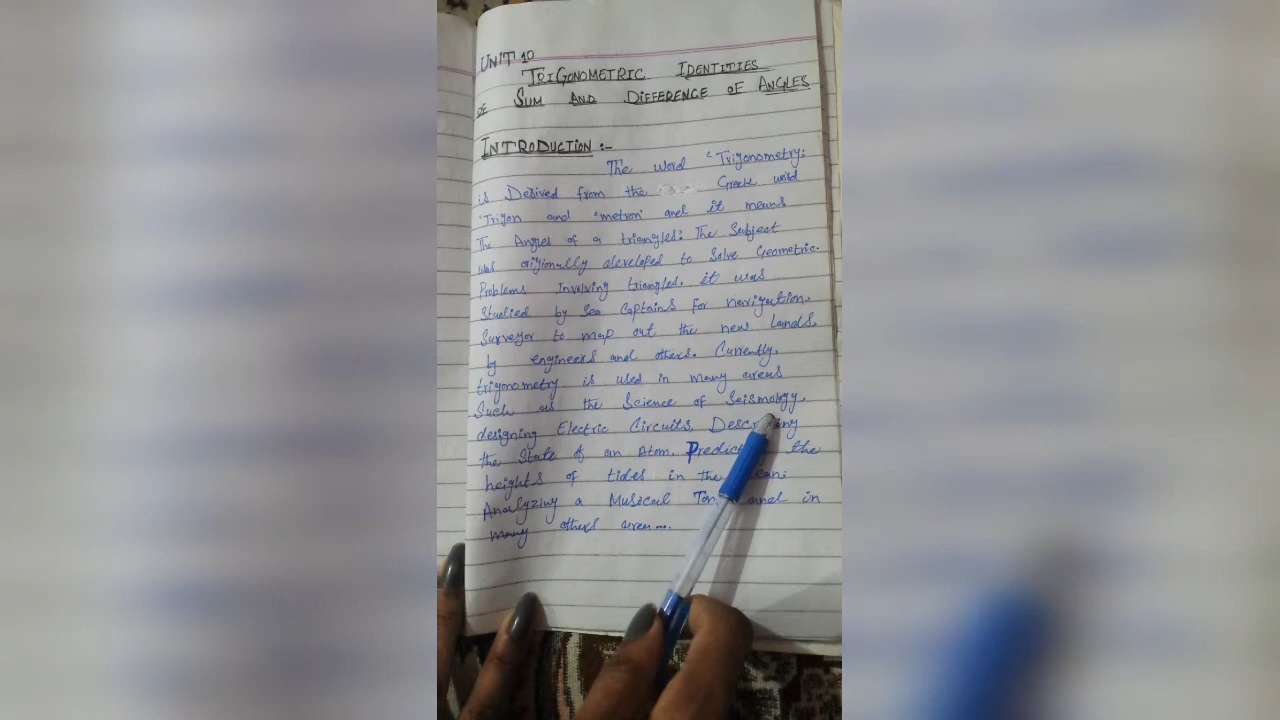 UNIT 10
TRIGONOMETRIC IDENTITIES
OF SUM AND DIFFERENCE OF ANGLES
INTRODUCTION :-
The word "Trigonometry:
is Derived from the Greek word
'Trigon and 'metron' and it means
The Angles of a triangles: The Subject
was origionally developed to Solve Geometric.
Problems Involving triangles. it was
Studied by Sea Captains for navigation.
Surveyor to map out the new Lands.
by engineers and others. Currently.
trigonometry is used in many areas
Such as the Science of Seismology.
designing Electric Circuits,
the State of an Atom. the
heights of tides in the
Analyzing a Musical and in
many others area...